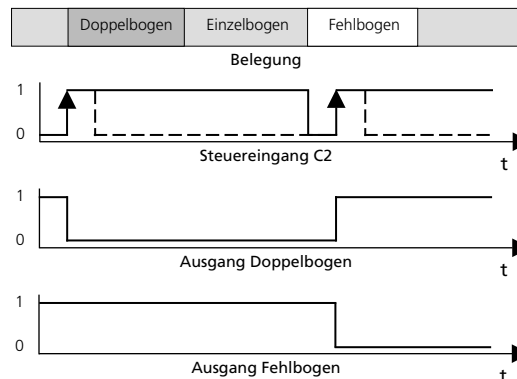 Doppelbogen Einzelbogen Fehlbogen
Belegung
1
0
Steuereingang C2
t
1
0
Ausgang Doppelbogen
t
1
0
Ausgang Fehlbogen
t